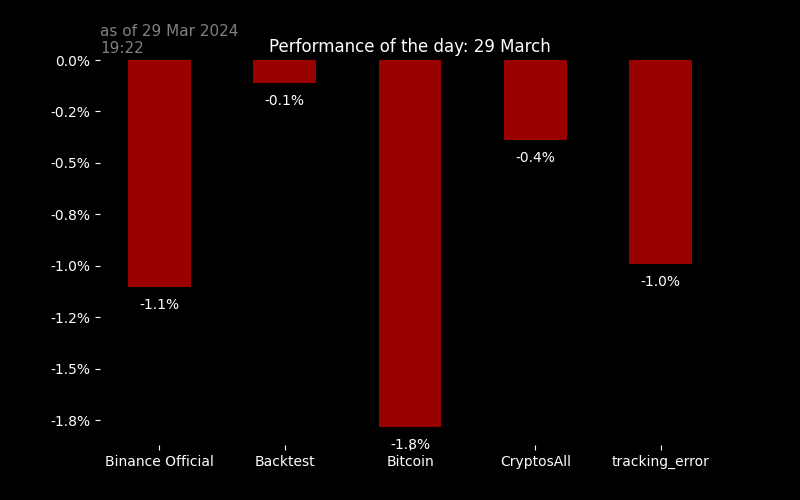 as of 29 Mar 2024
19:22
Performance of the day: 29 March
0.0%
-0.2%
-0.5%
-0.8%
-1.0%
-1.2%
-1.5%
-1.8%
-1.1%
-0.1%
-1.8%
-0.4%
-1.0%
Binance Official
Backtest
Bitcoin
CryptosAll
tracking_error